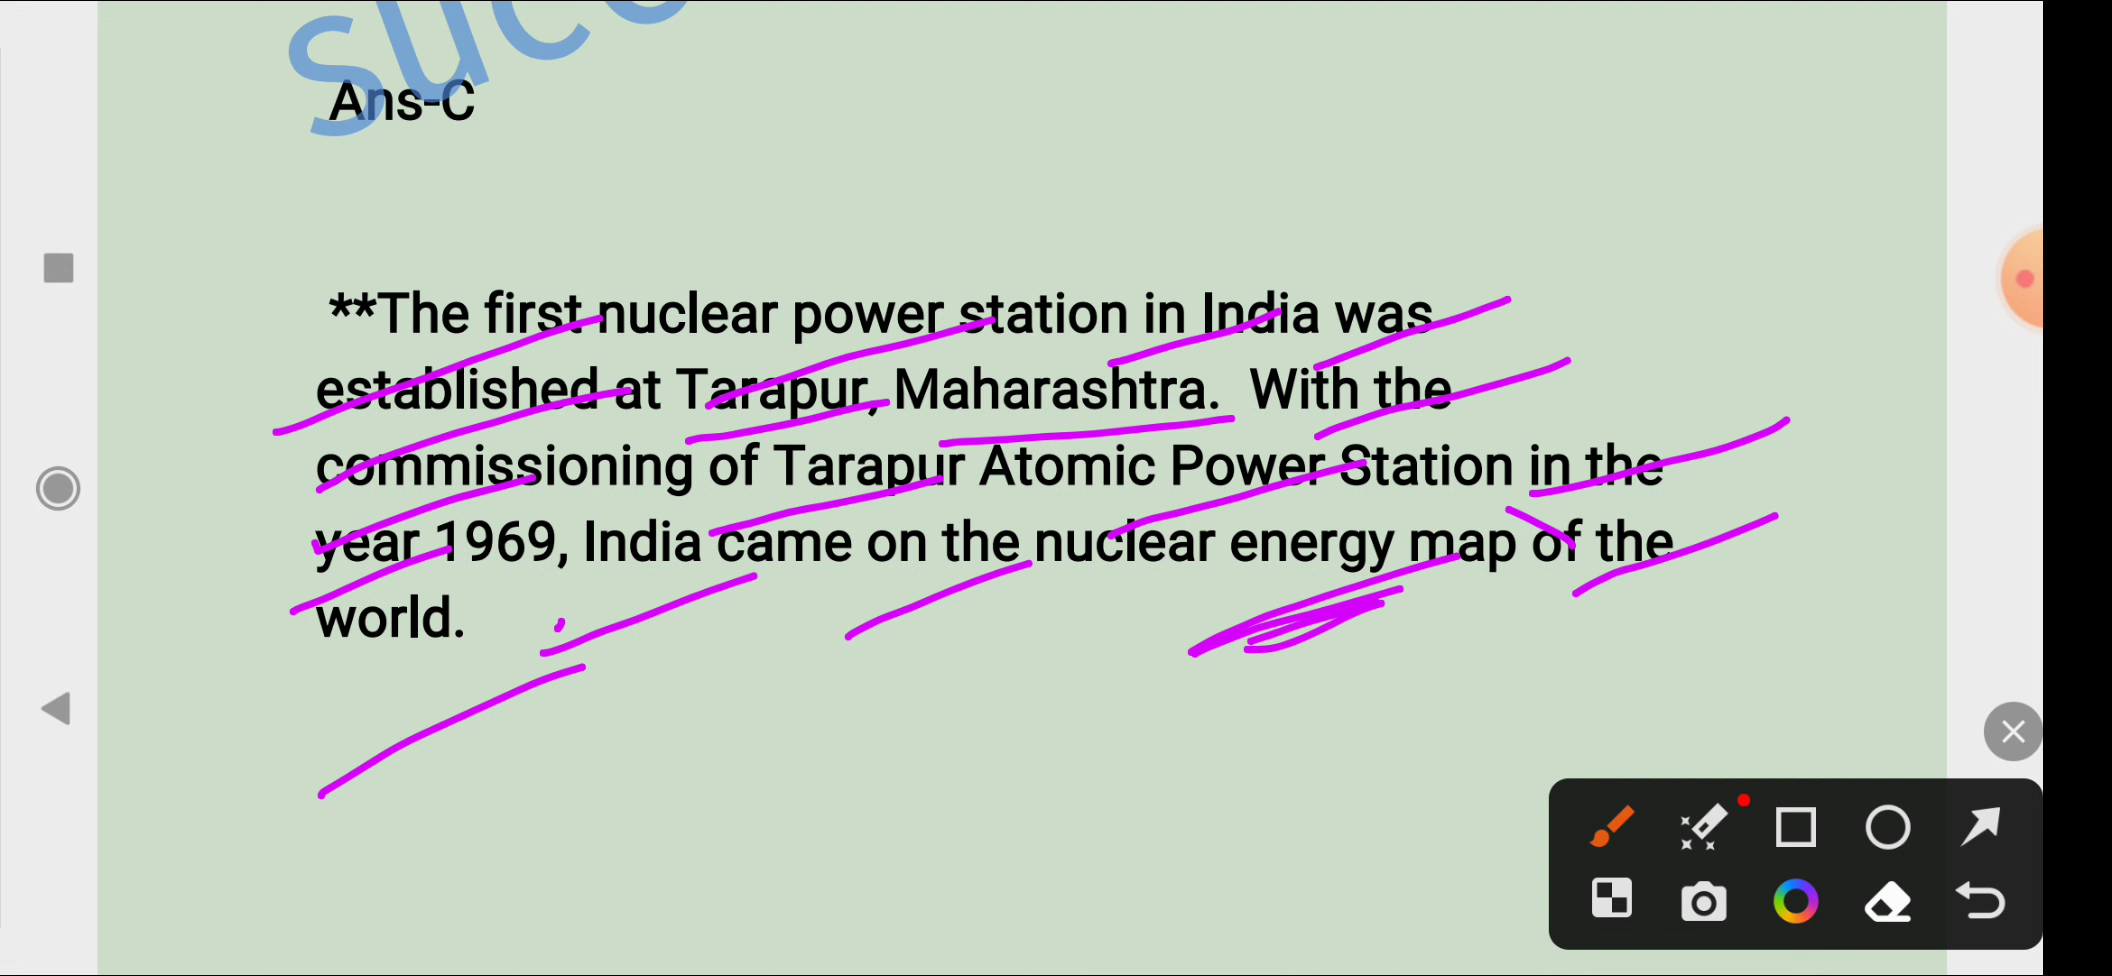 suc
Ans-C
**The first nuclear power station in India was
established at Tarapur, Maharashtra. With the
commissioning of Tarapur Atomic Power Station in the
year 1969, India came on the nuclear energy map of the
world.